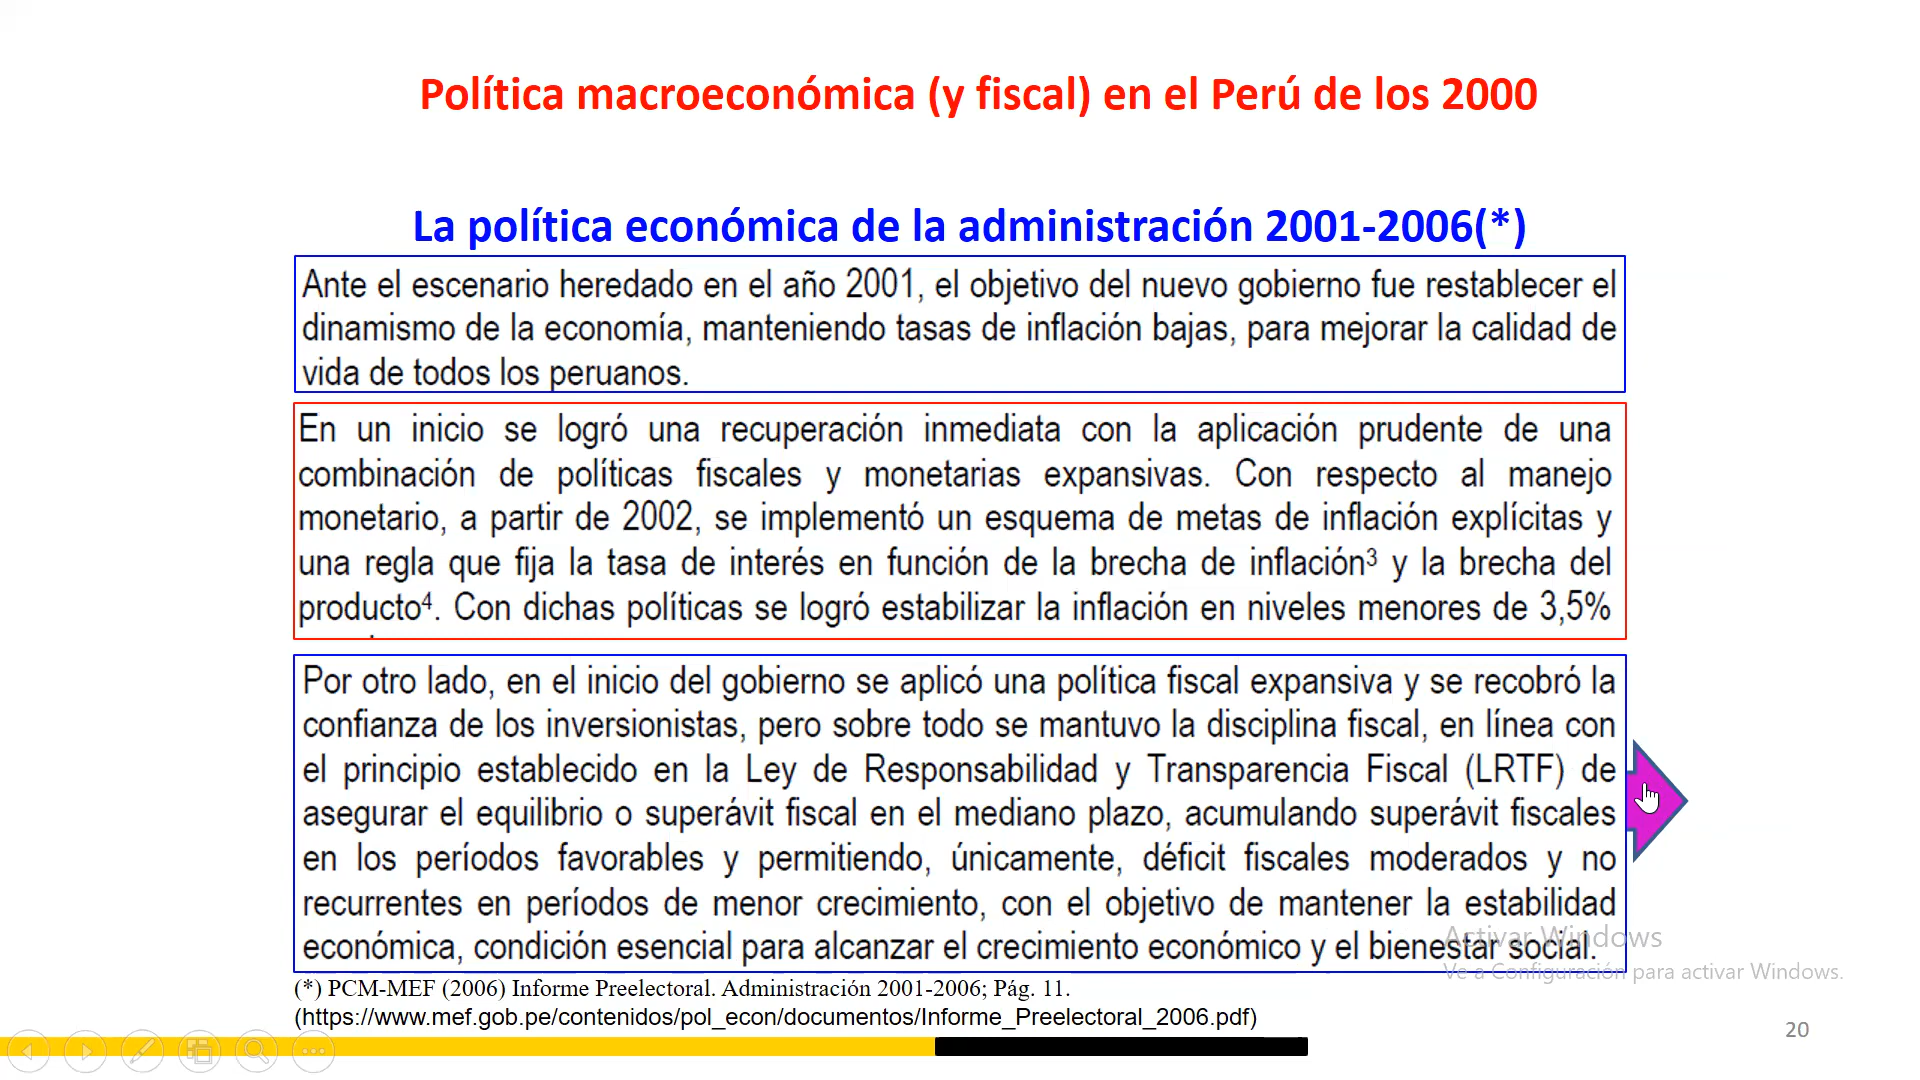 Política macroeconómica (y fiscal) en el Perú de los 2000
La política económica de la administración 2001-2006(*)
Ante el escenario heredado en el año 2001, el objetivo del nuevo gobierno fue restablecer el
dinamismo de la economía, manteniendo tasas de inflación bajas, para mejorar la calidad de
vida de todos los peruanos.
En un inicio se logró una recuperación inmediata con la aplicación prudente de una
combinación de políticas fiscales y monetarias expansivas. Con respecto al manejo
monetario, a partir de 2002, se implementó un esquema de metas de inflación explícitas y
una regla que fija la tasa de interés en función de la brecha de inflación³ y la brecha del
producto⁴. Con dichas políticas se logró estabilizar la inflación en niveles menores de 3,5%
Por otro lado, en el inicio del gobierno se aplicó una política fiscal expansiva y se recobró la
confianza de los inversionistas, pero sobre todo se mantuvo la disciplina fiscal, en línea con
el principio establecido en la Ley de Responsabilidad y Transparencia Fiscal (LRTF) de
asegurar el equilibrio o superávit fiscal en el mediano plazo, acumulando superávit fiscales
en los períodos favorables y permitiendo, únicamente, déficit fiscales moderados y no
recurrentes en períodos de menor crecimiento, con el objetivo de mantener la estabilidad
económica, condición esencial para alcanzar el crecimiento económico y el bienestar social.
Activar Windows
Ve a Configuración para activar Windows.
(*) PCM-MEF (2006) Informe Preelectoral. Administración 2001-2006; Pág. 11.
(https://www.mef.gob.pe/contenidos/pol_econ/documentos/Informe_Preelectoral_2006.pdf)
20